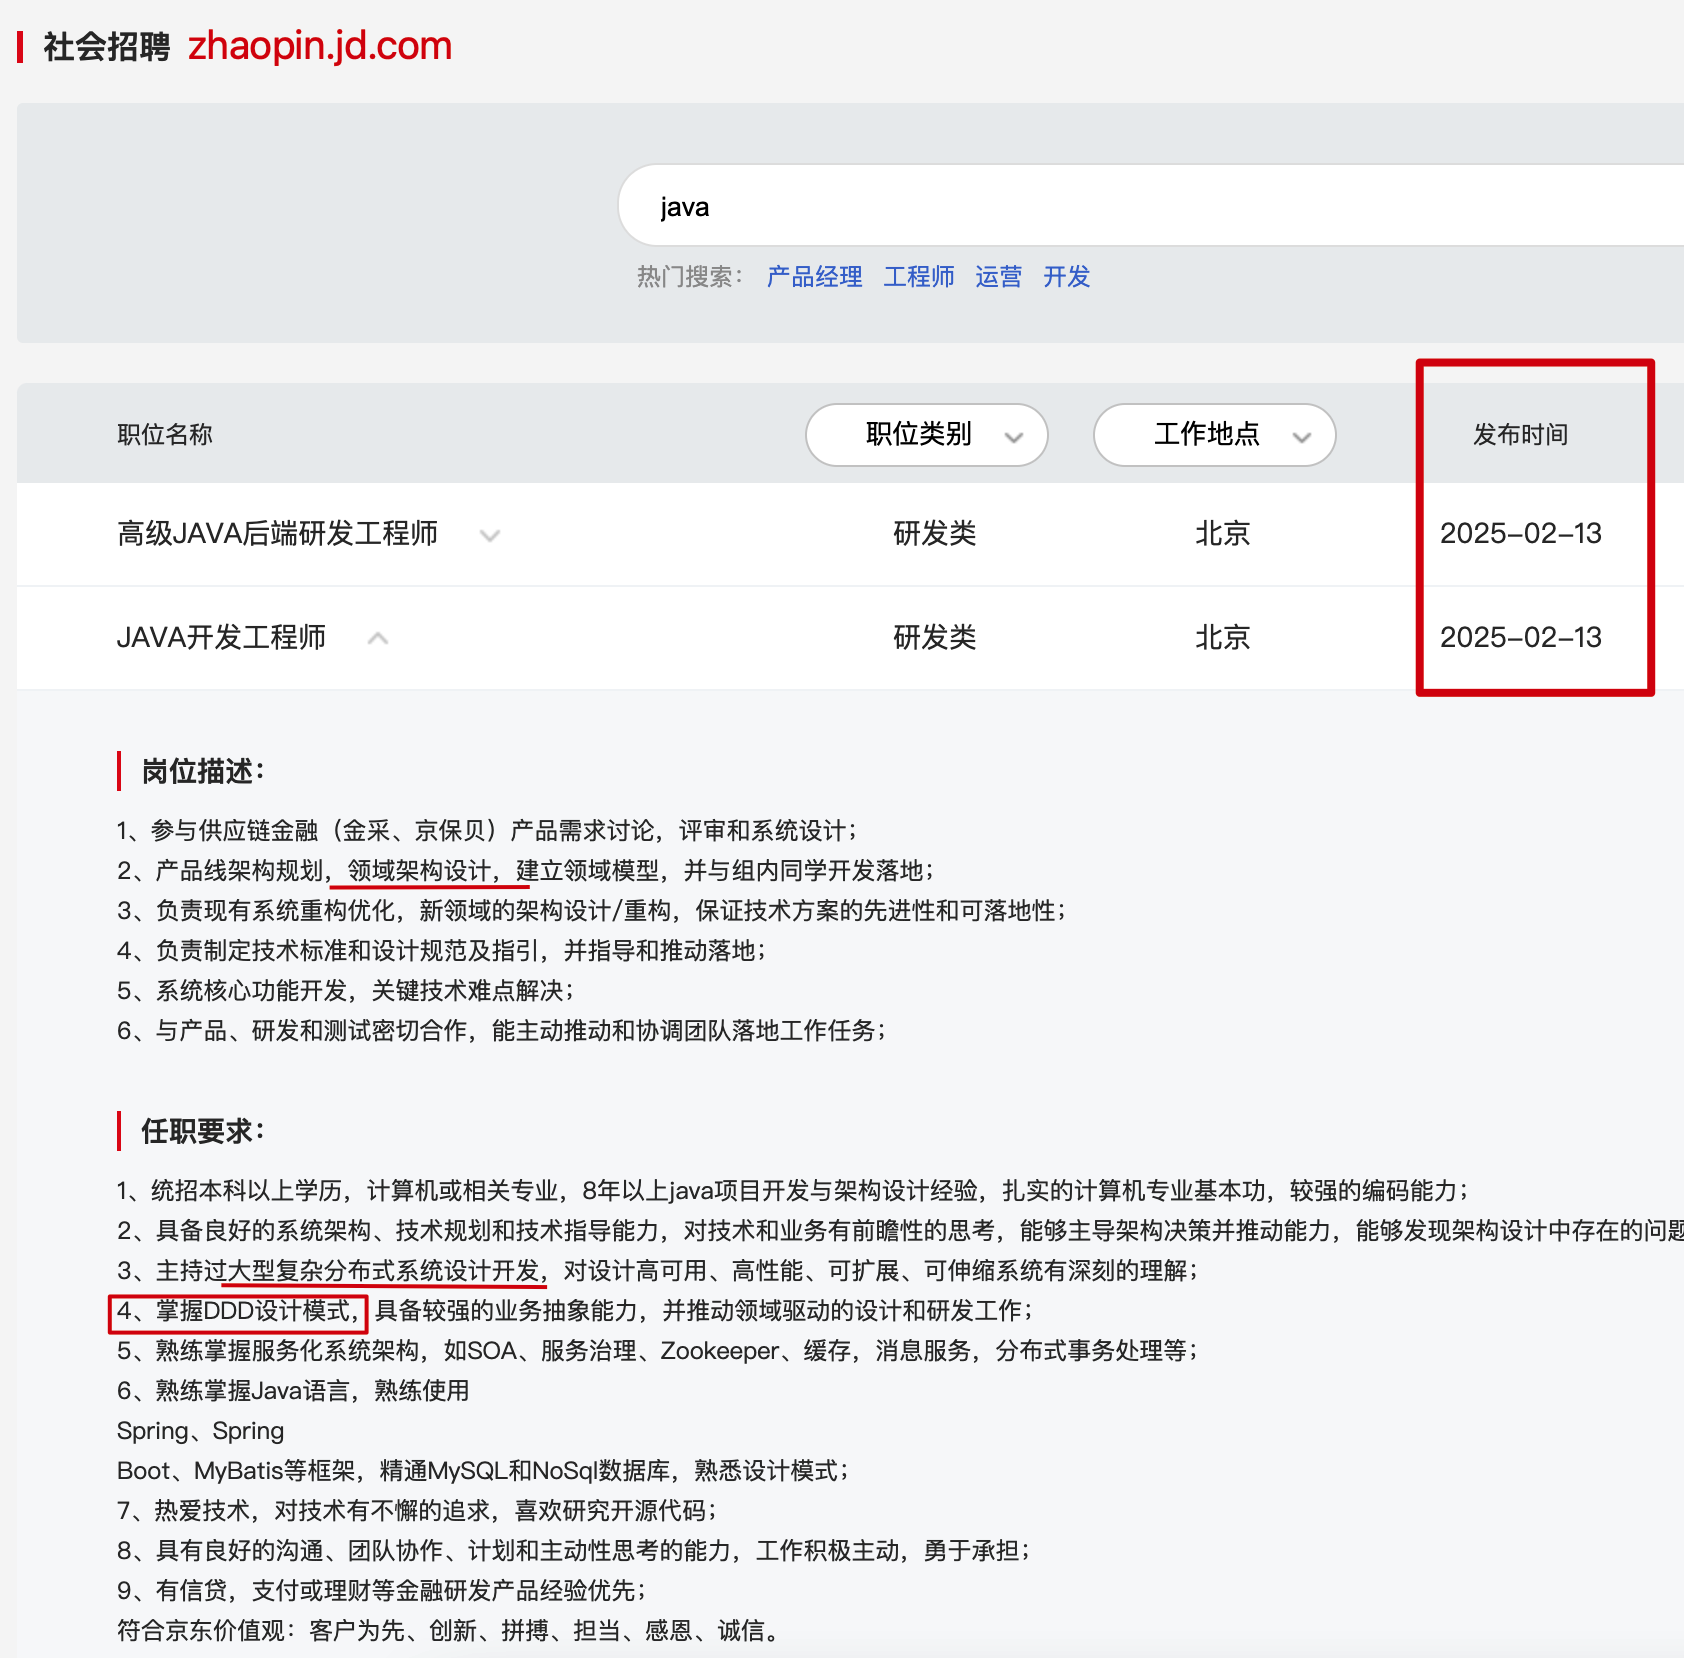 社会招聘 zhaopin.jd.com
java
热门搜索： 产品经理 工程师 运营 开发
职位名称 职位类别 工作地点 发布时间
高级JAVA后端研发工程师 研发类 北京 2025-02-13
JAVA开发工程师 研发类 北京 2025-02-13
岗位描述：
1、参与供应链金融（金采、京保贝）产品需求讨论，评审和系统设计；
2、产品线架构规划，领域架构设计，建立领域模型，并与组内同学开发落地；
3、负责现有系统重构优化，新领域的架构设计/重构，保证技术方案的先进性和可落地性；
4、负责制定技术标准和设计规范及指引，并指导和推动落地；
5、系统核心功能开发，关键技术难点解决；
6、与产品、研发和测试密切合作，能主动推动和协调团队落地工作任务；
任职要求：
1、统招本科以上学历，计算机或相关专业，8年以上java项目开发与架构设计经验，扎实的计算机专业基本功，较强的编码能力；
2、具备良好的系统架构、技术规划和技术指导能力，对技术和业务有前瞻性的思考，能够主导架构决策并推动能力，能够发现架构设计中存在的问题
3、主持过大型复杂分布式系统设计开发，对设计高可用、高性能、可扩展、可伸缩系统有深刻的理解；
4、掌握DDD设计模式，具备较强的业务抽象能力，并推动领域驱动的设计和研发工作；
5、熟练掌握服务化系统架构，如SOA、服务治理、Zookeeper、缓存，消息服务，分布式事务处理等；
6、熟练掌握Java语言，熟练使用
Spring、Spring
Boot、MyBatis等框架，精通MySQL和NoSql数据库，熟悉设计模式；
7、热爱技术，对技术有不懈的追求，喜欢研究开源代码；
8、具有良好的沟通、团队协作、计划和主动性思考的能力，工作积极主动，勇于承担；
9、有信贷，支付或理财等金融研发产品经验优先；
符合京东价值观：客户为先、创新、拼搏、担当、感恩、诚信。